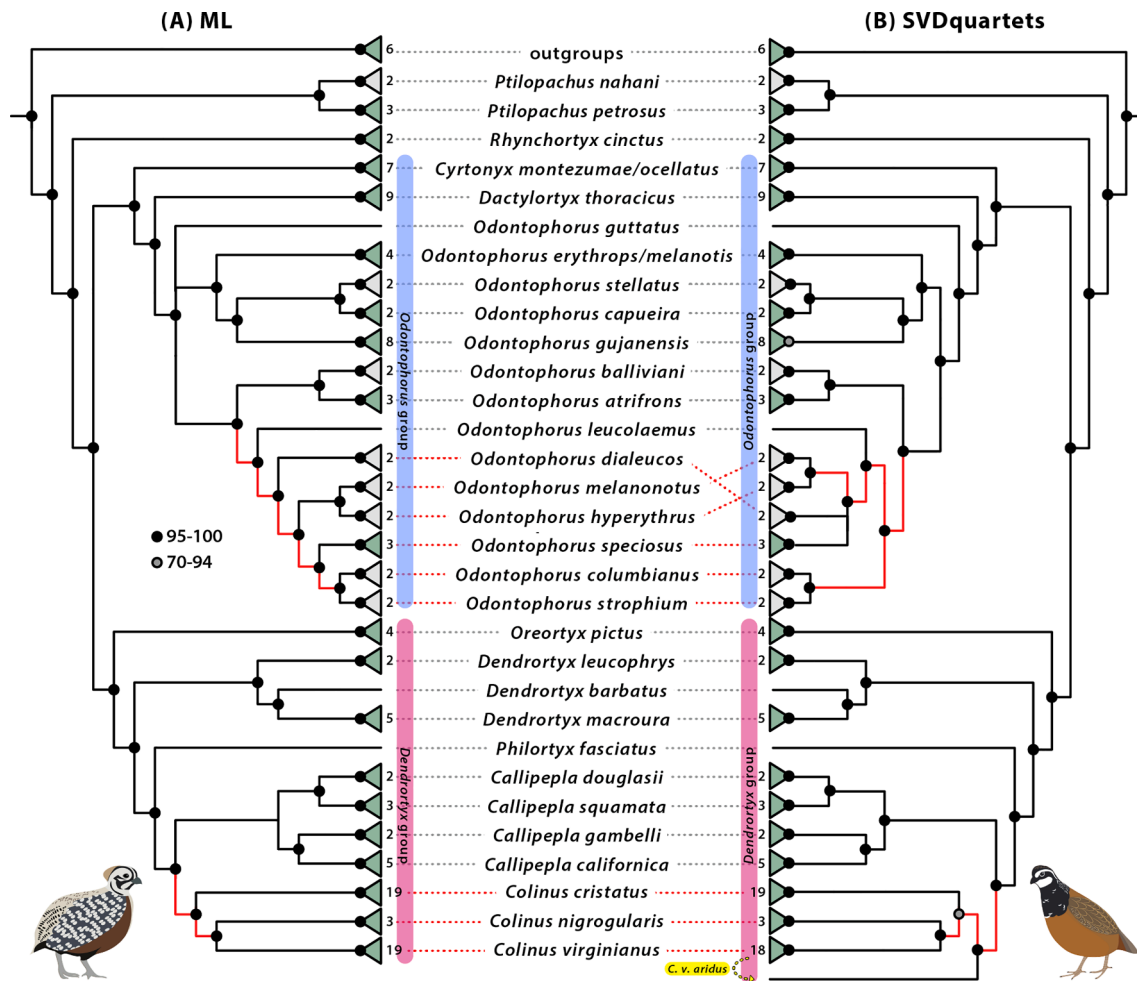 (A) ML (B) SVDquartets
6 outgroups 6
2 Ptilopachus nahani 2
3 Ptilopachus petrosus 3
2 Rhynchortyx cinctus 2
7 Cyrtonyx montezumae/ocellatus 7
9 Dactylortyx thoracicus 9
Odontophorus guttatus
4 Odontophorus erythrops/melanotis 4
2 Odontophorus stellatus 2
2 Odontophorus capueira 2
8 Odontophorus gujanensis 8
2 Odontophorus balliviani 2
3 Odontophorus atrifrons 3
Odontophorus leucolaemus
2 Odontophorus dialeucos 2
2 Odontophorus melanonotus 2
2 Odontophorus hyperythrus 2
3 Odontophorus speciosus 3
2 Odontophorus columbianus 2
2 Odontophorus strophium 2
4 Oreortyx pictus 4
2 Dendrortyx leucophrys 2
Dendrortyx barbatus
5 Dendrortyx macroura 5
Philortyx fasciatus
2 Callipepla douglasii 2
3 Callipepla squamata 3
2 Callipepla gambelli 2
5 Callipepla californica 5
19 Colinus cristatus 19
3 Colinus nigrogularis 3
19 Colinus virginianus 18
C. v. aridus
Odontophorus group
Odontophorus group
Dendrortyx group
Dendrortyx group
95-100
70-94